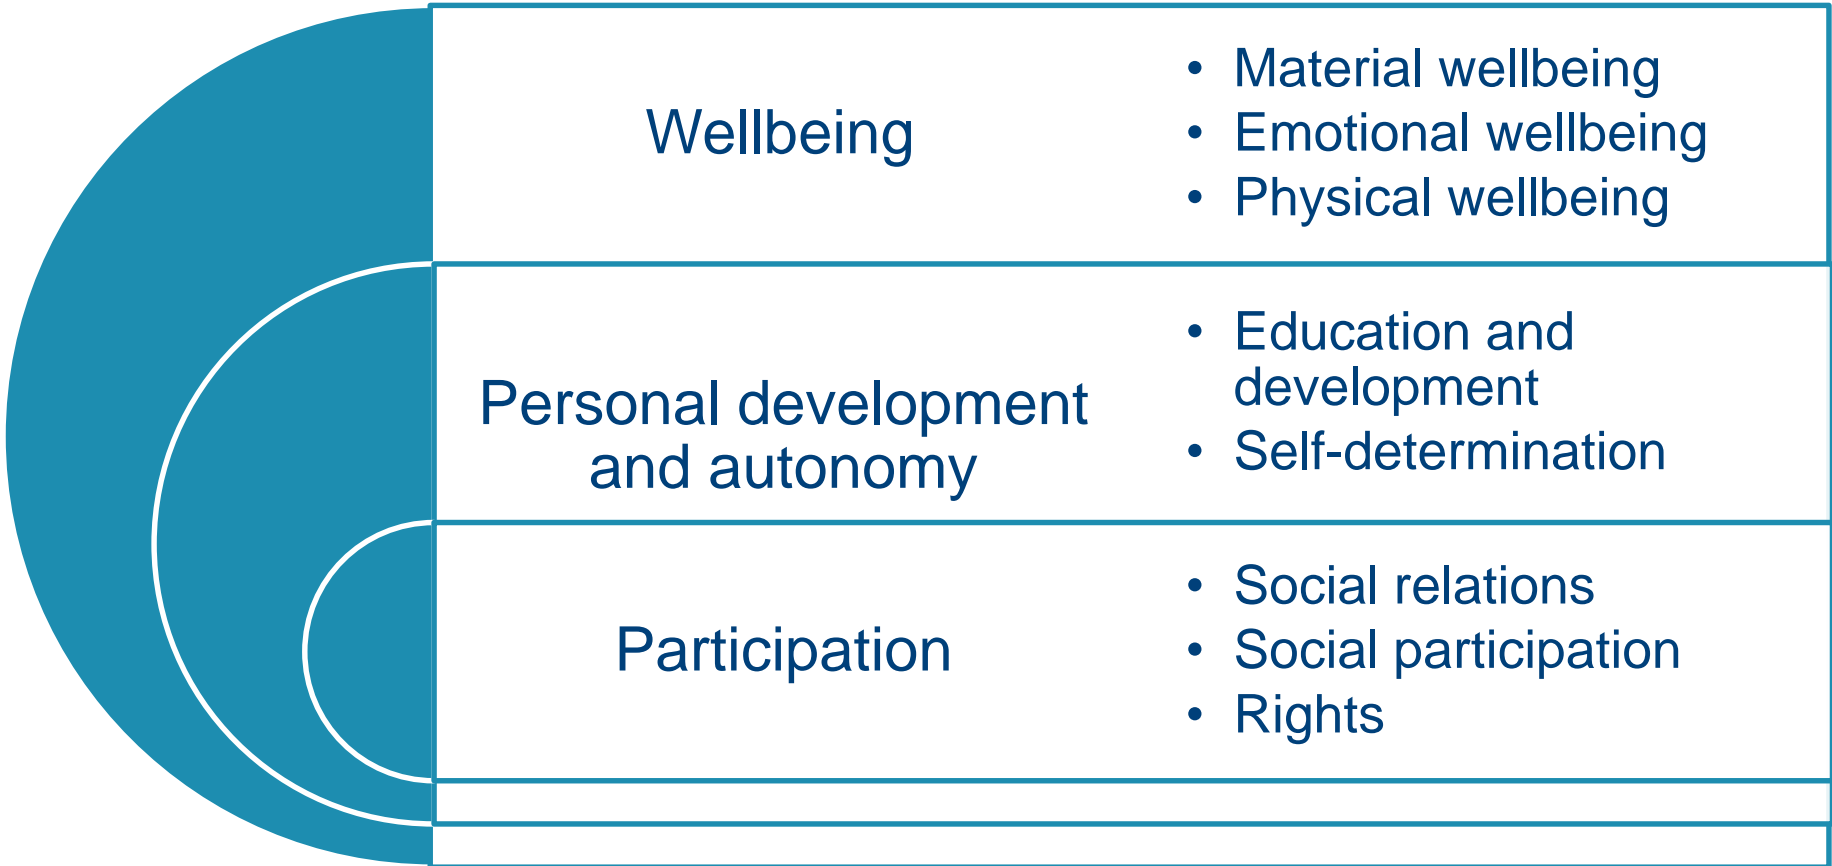 Wellbeing
• Material wellbeing
• Emotional wellbeing
• Physical wellbeing
Personal development
and autonomy
• Education and
development
• Self-determination
Participation
• Social relations
• Social participation
• Rights